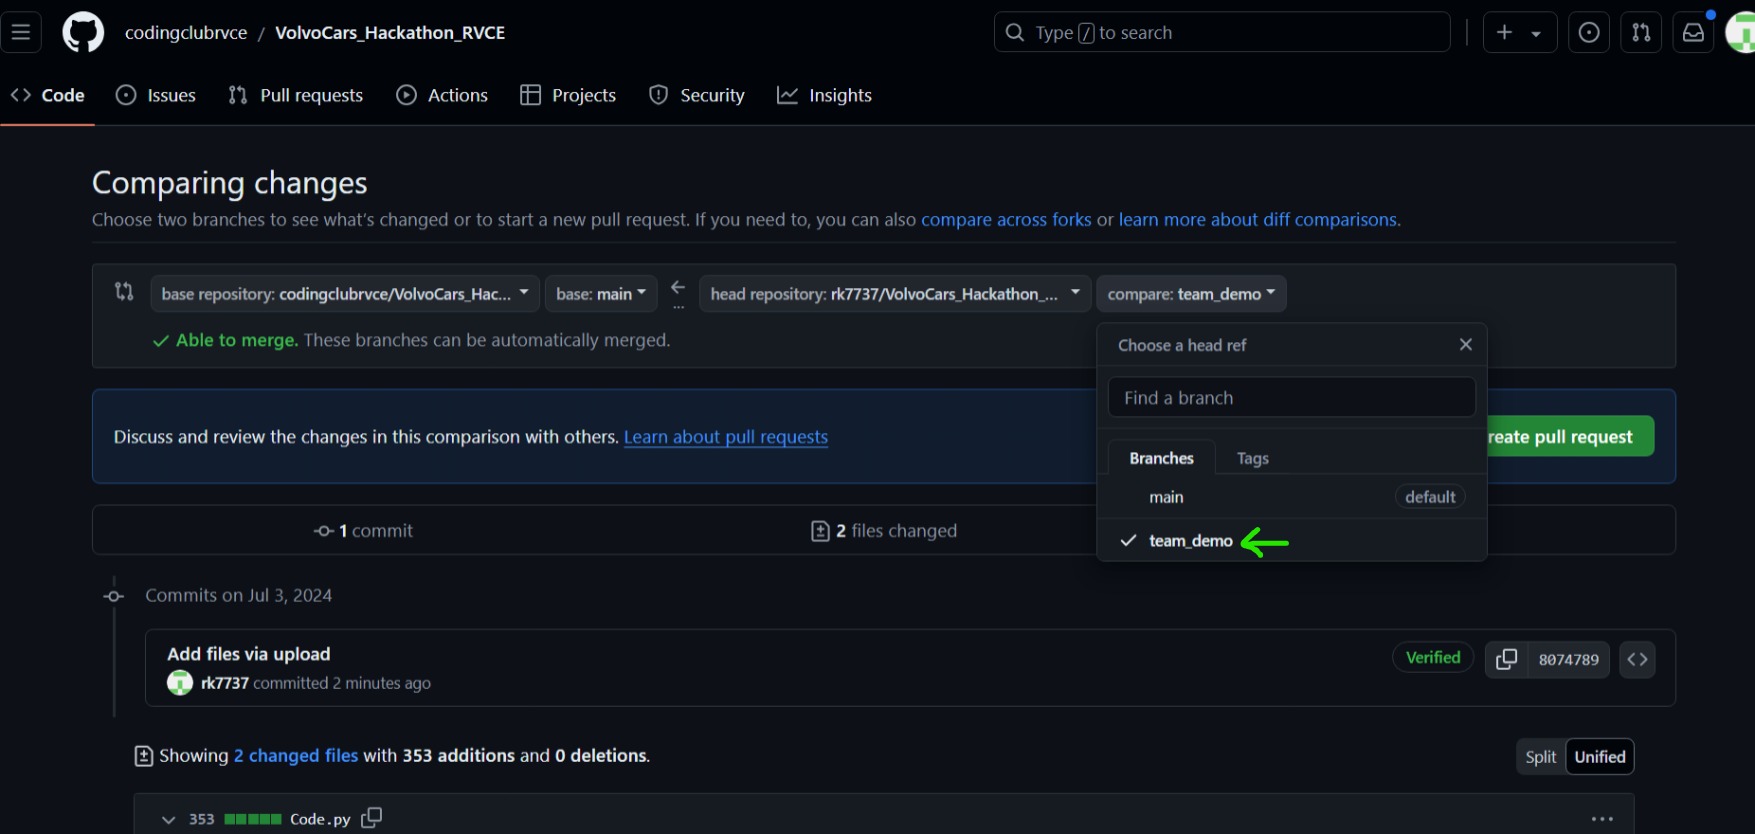 codingclubrvce / VolvoCars_Hackathon_RVCE
Type / to search
Code Issues Pull requests Actions Projects Security Insights
Comparing changes
Choose two branches to see what's changed or to start a new pull request. If you need to, you can also compare across forks or learn more about diff comparisons.
base repository: codingclubrvce/VolvoCars_Hac... base: main ... head repository: rk7737/VolvoCars_Hackathon_... compare: team_demo
Able to merge. These branches can be automatically merged.
Choose a head ref
Find a branch
Branches Tags
main default
team_demo
Discuss and review the changes in this comparison with others. Learn about pull requests
reate pull request
1 commit
2 files changed
Commits on Jul 3, 2024
Add files via upload
rk7737 committed 2 minutes ago
Verified 8074789
Showing 2 changed files with 353 additions and 0 deletions.
Split Unified
353 Code.py